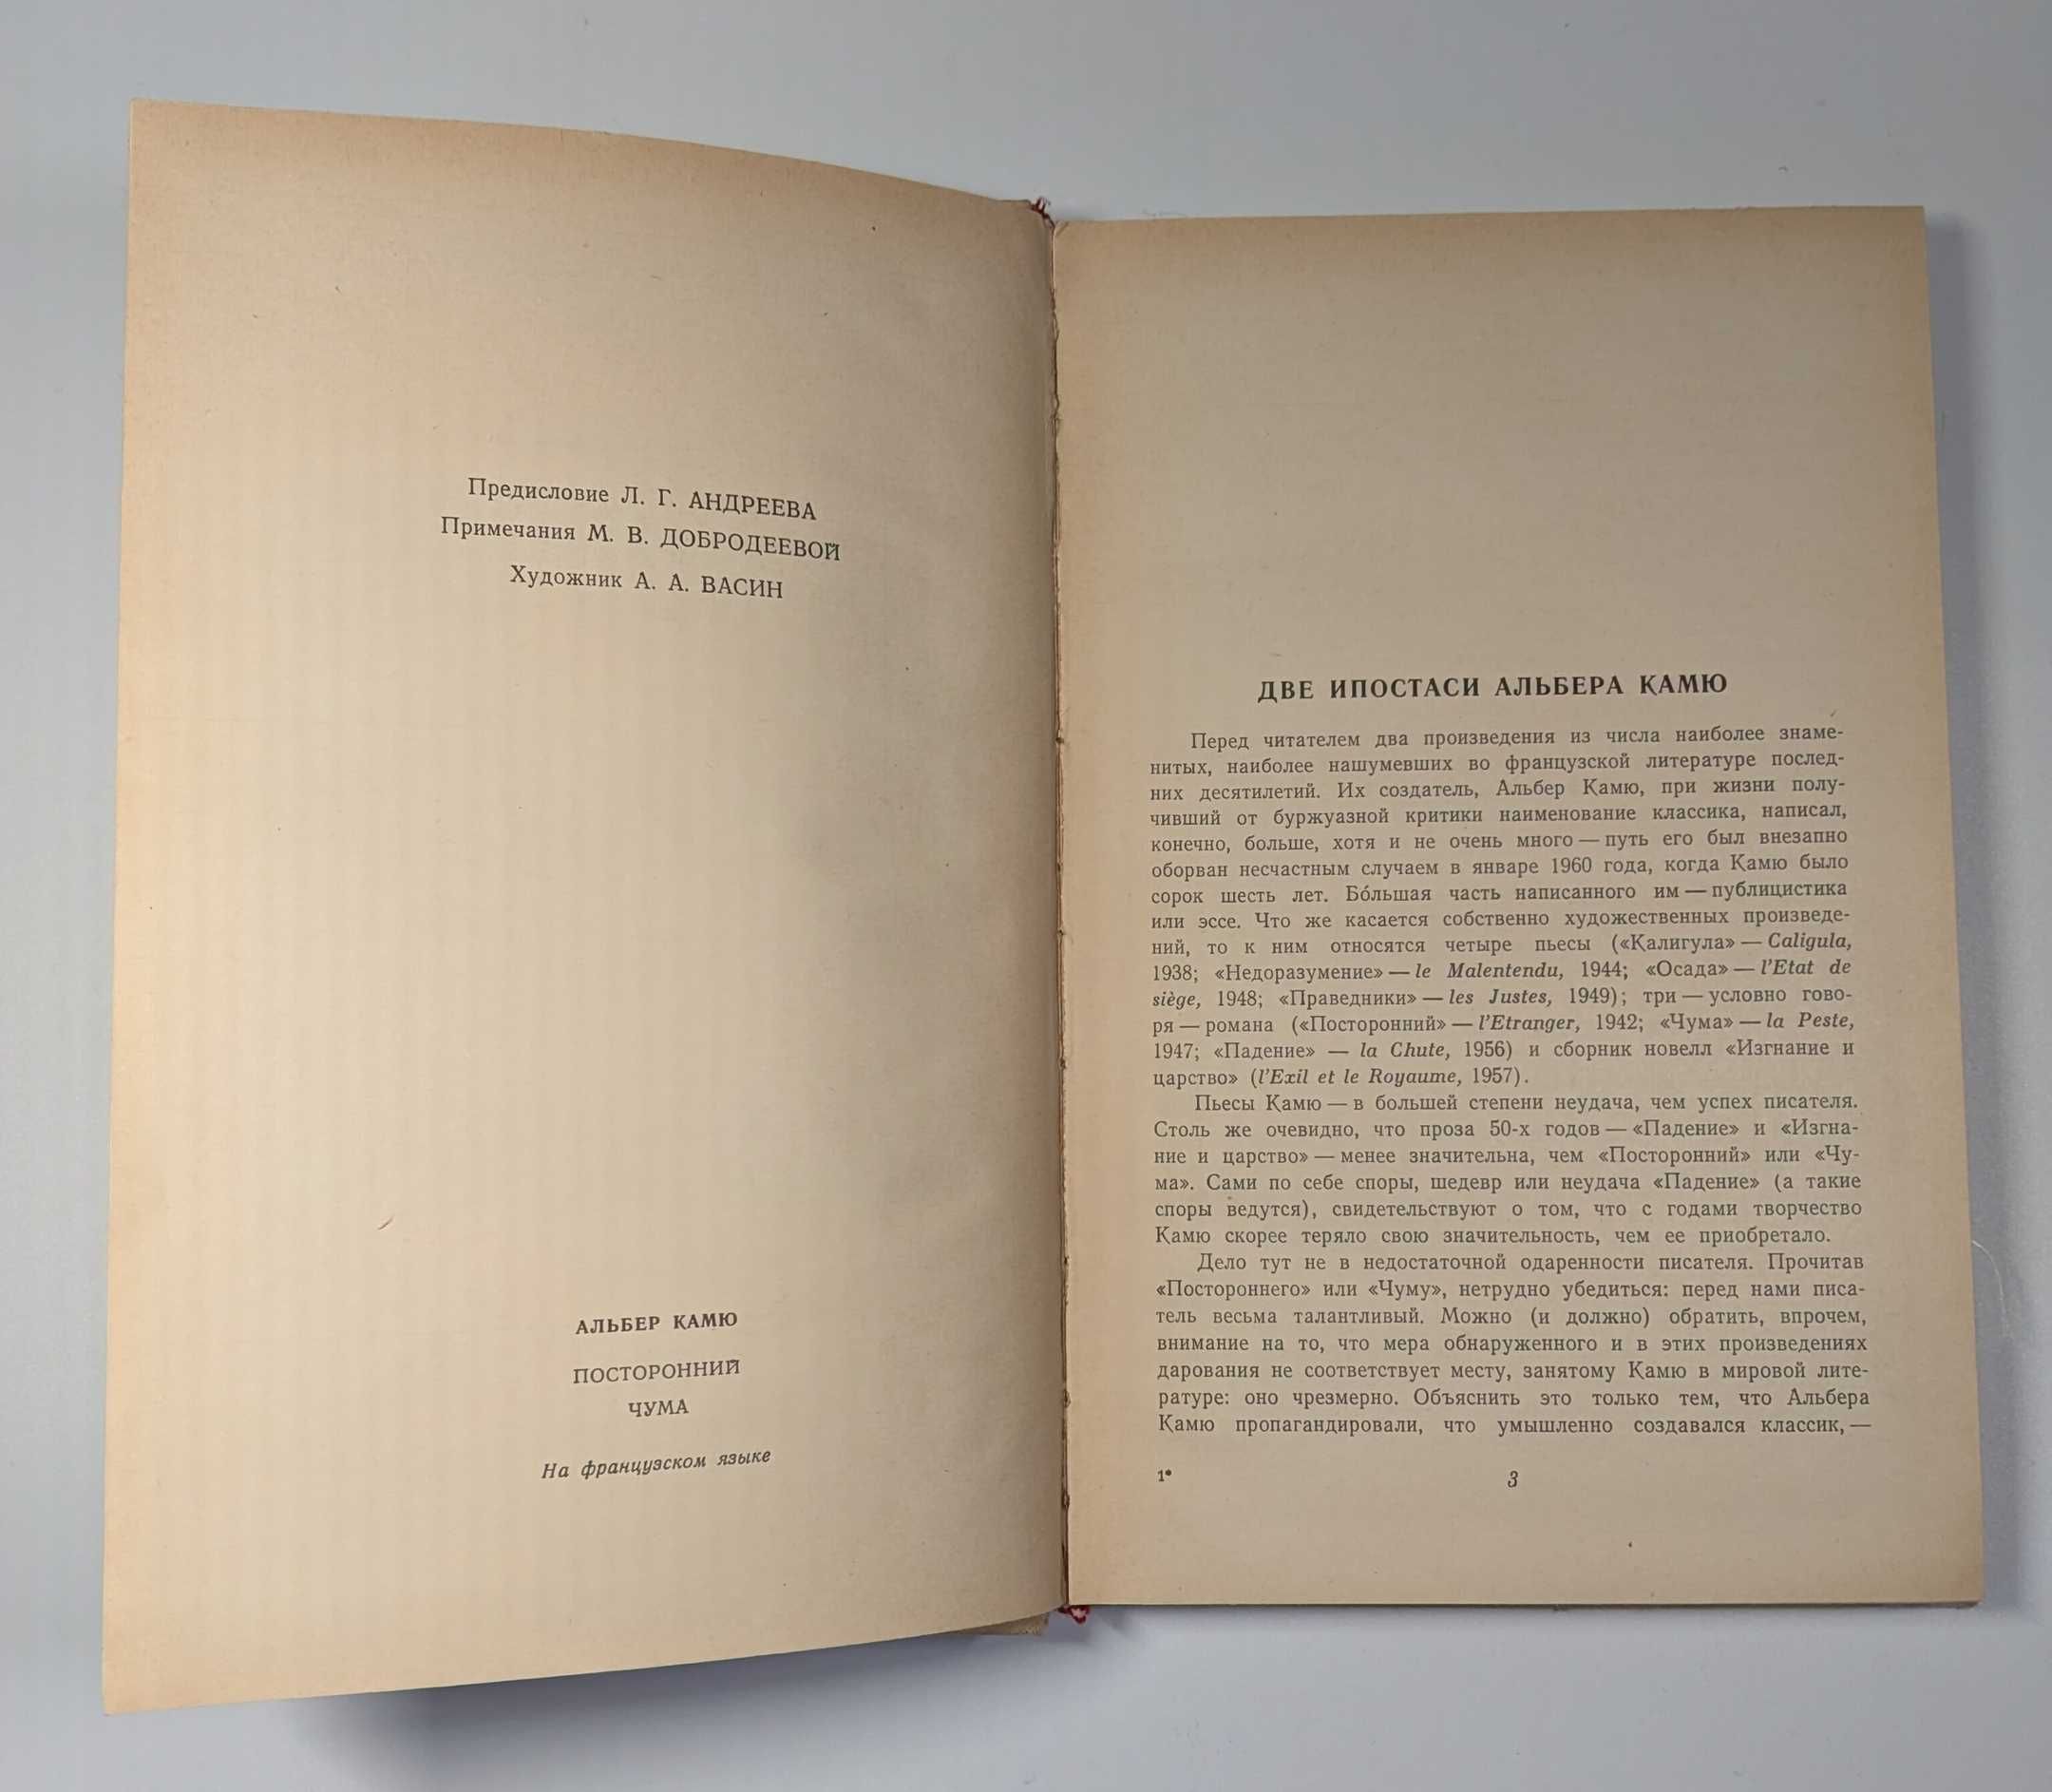 Предисловие Л. Г. АНДРЕЕВА
Примечания М. В. ДОБРОДЕЕВОЙ
Художник А. А. ВАСИН
АЛЬБЕР КАМЮ
ПОСТОРОННИЙ
ЧУМА
На французском языке
ДВЕ ИПОСТАСИ АЛЬБЕРА КАМЮ
Перед читателем два произведения из числа наиболее знаме-
нитых, наиболее нашумевших во французской литературе послед-
них десятилетий. Их создатель, Альбер Камю, при жизни полу-
чивший от буржуазной критики наименование классика, написал,
конечно, больше, хотя и не очень много — путь его был внезапно
оборван несчастным случаем в январе 1960 года, когда Камю было
сорок шесть лет. Бо́льшая часть написанного им — публицистика
или эссе. Что же касается собственно художественных произведе-
ний, то к ним относятся четыре пьесы («Калигула» — Caligula,
1938; «Недоразумение» — le Malentendu, 1944; «Осада» — l'Etat de
siège, 1948; «Праведники» — les Justes, 1949); три — условно гово-
ря — романа («Посторонний» — l'Etranger, 1942; «Чума» — la Peste,
1947; «Падение» — la Chute, 1956) и сборник новелл «Изгнание и
царство» (l'Exil et le Royaume, 1957).
Пьесы Камю — в большей степени неудача, чем успех писателя.
Столь же очевидно, что проза 50-х годов — «Падение» и «Изгна-
ние и царство» — менее значительна, чем «Посторонний» или «Чу-
ма». Сами по себе споры, шедевр или неудача «Падение» (а такие
споры ведутся), свидетельствуют о том, что с годами творчество
Камю скорее теряло свою значительность, чем ее приобретало.
Дело тут не в недостаточной одаренности писателя. Прочитав
«Постороннего» или «Чуму», нетрудно убедиться: перед нами писа-
тель весьма талантливый. Можно (и должно) обратить, впрочем,
внимание на то, что мера обнаруженного и в этих произведениях
дарования не соответствует месту, занятому Камю в мировой лите-
ратуре: оно чрезмерно. Объяснить это только тем, что Альбера
Камю пропагандировали, что умышленно создавался классик, —
1*
3